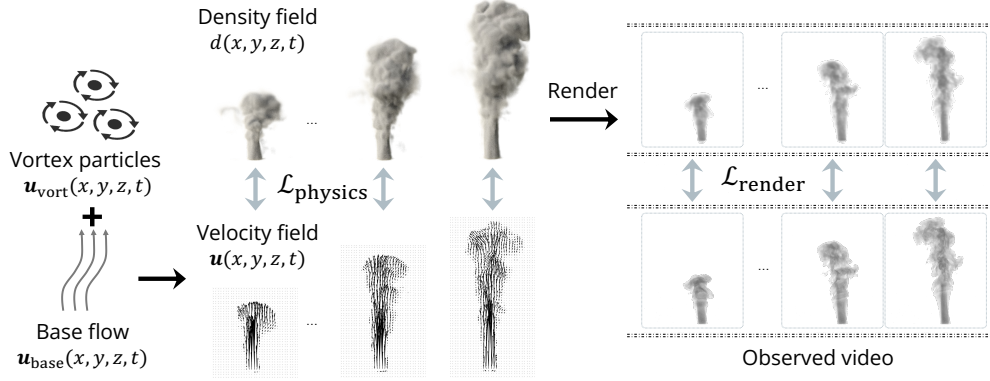 Density field
d(x, y, z, t)
...
Render
...
Vortex particles
u_vort(x, y, z, t)
+
ℒ_physics
ℒ_render
Velocity field
u(x, y, z, t)
...
...
Base flow
u_base(x, y, z, t)
Observed video